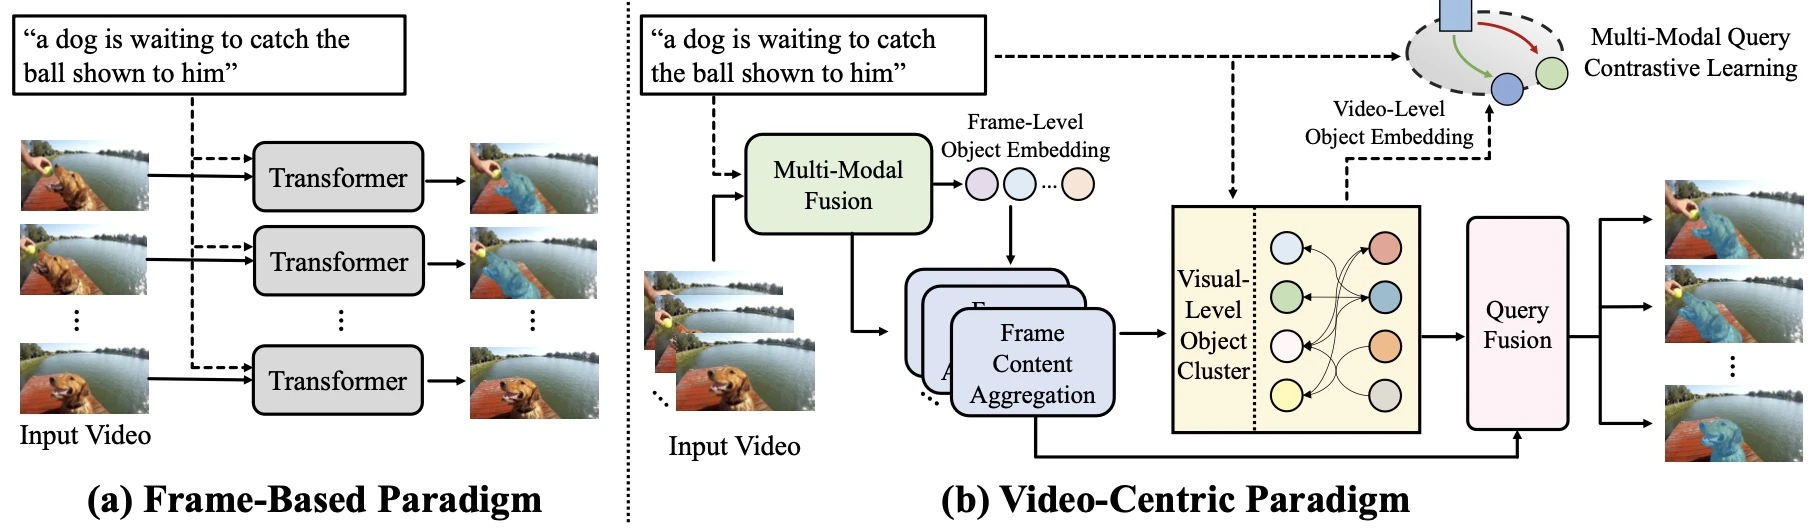 “a dog is waiting to catch the
ball shown to him”
Transformer
Transformer
Transformer
Input Video
(a) Frame-Based Paradigm
“a dog is waiting to catch
the ball shown to him”
Multi-Modal
Fusion
Frame-Level
Object Embedding
Frame
Content
Aggregation
Input Video
Visual-
Level
Object
Cluster
Video-Level
Object Embedding
Multi-Modal Query
Contrastive Learning
Query
Fusion
(b) Video-Centric Paradigm